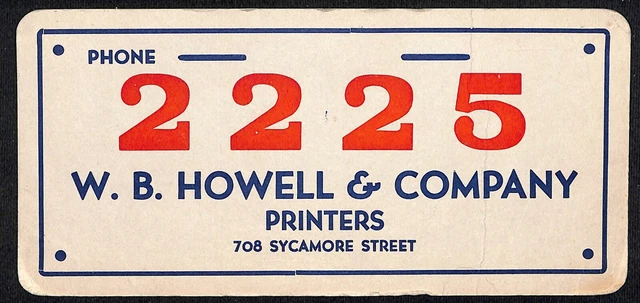 PHONE
2225
W. B. HOWELL & COMPANY
PRINTERS
708 SYCAMORE STREET